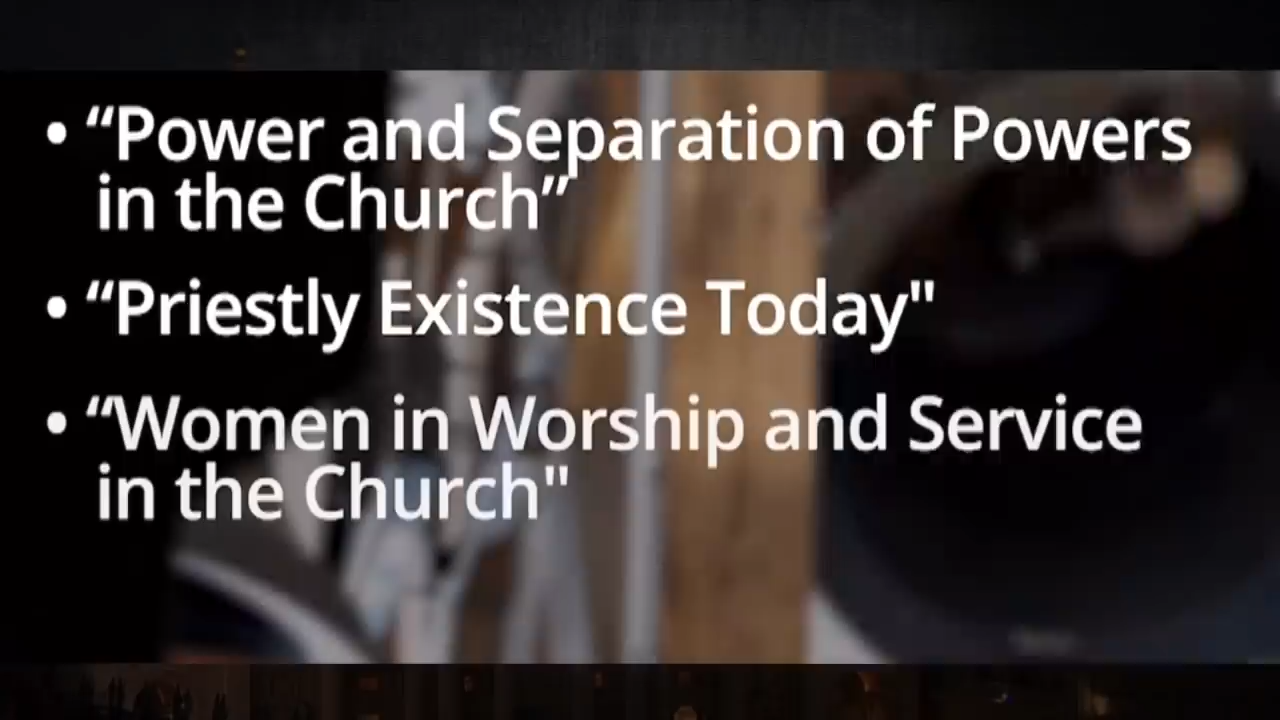 • “Power and Separation of Powers
in the Church”
• “Priestly Existence Today"
• “Women in Worship and Service
in the Church"